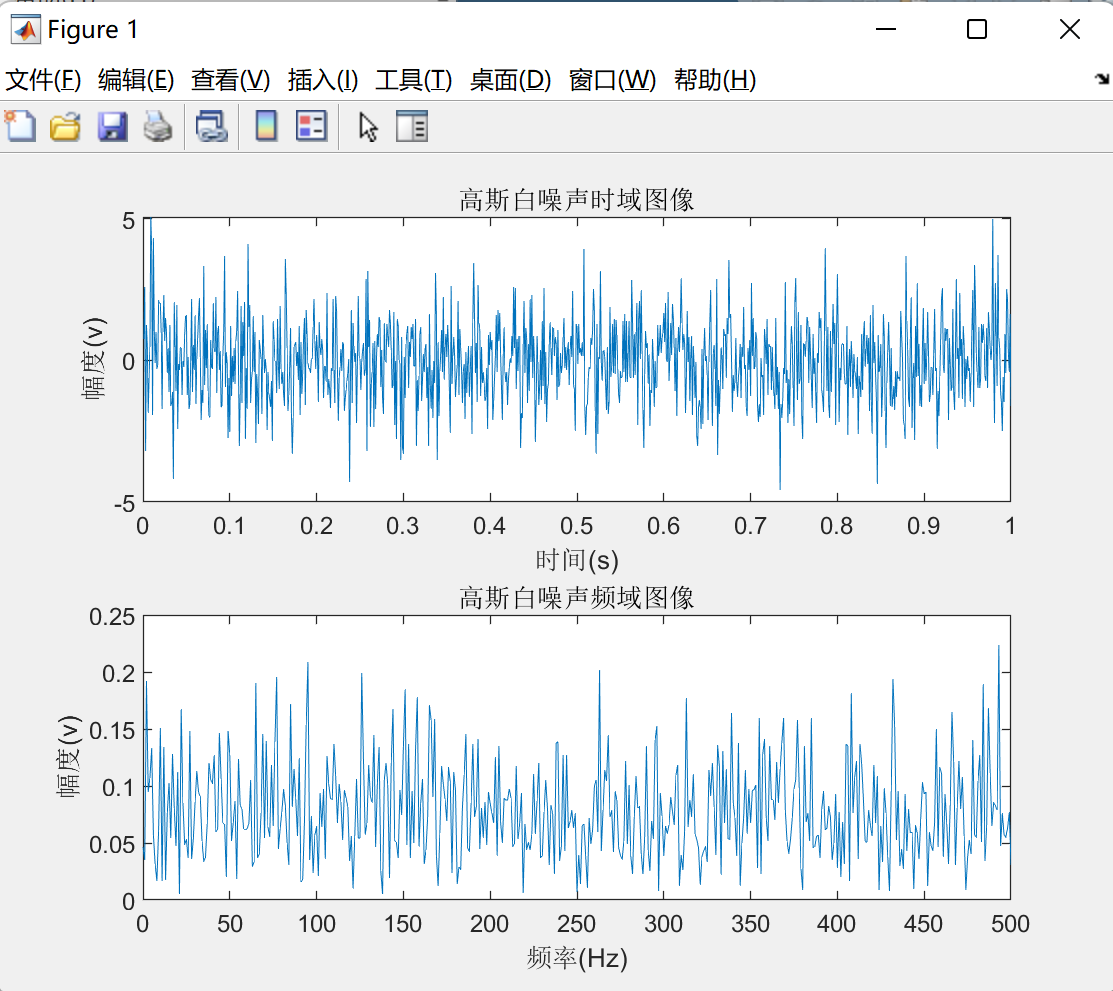 Figure 1
文件(F) 编辑(E) 查看(V) 插入(I) 工具(T) 桌面(D) 窗口(W) 帮助(H)
高斯白噪声时域图像
5
0
-5
幅度(v)
0 0.1 0.2 0.3 0.4 0.5 0.6 0.7 0.8 0.9 1
时间(s)
高斯白噪声频域图像
0.25
0.2
0.15
0.1
0.05
0
幅度(v)
0 50 100 150 200 250 300 350 400 450 500
频率(Hz)